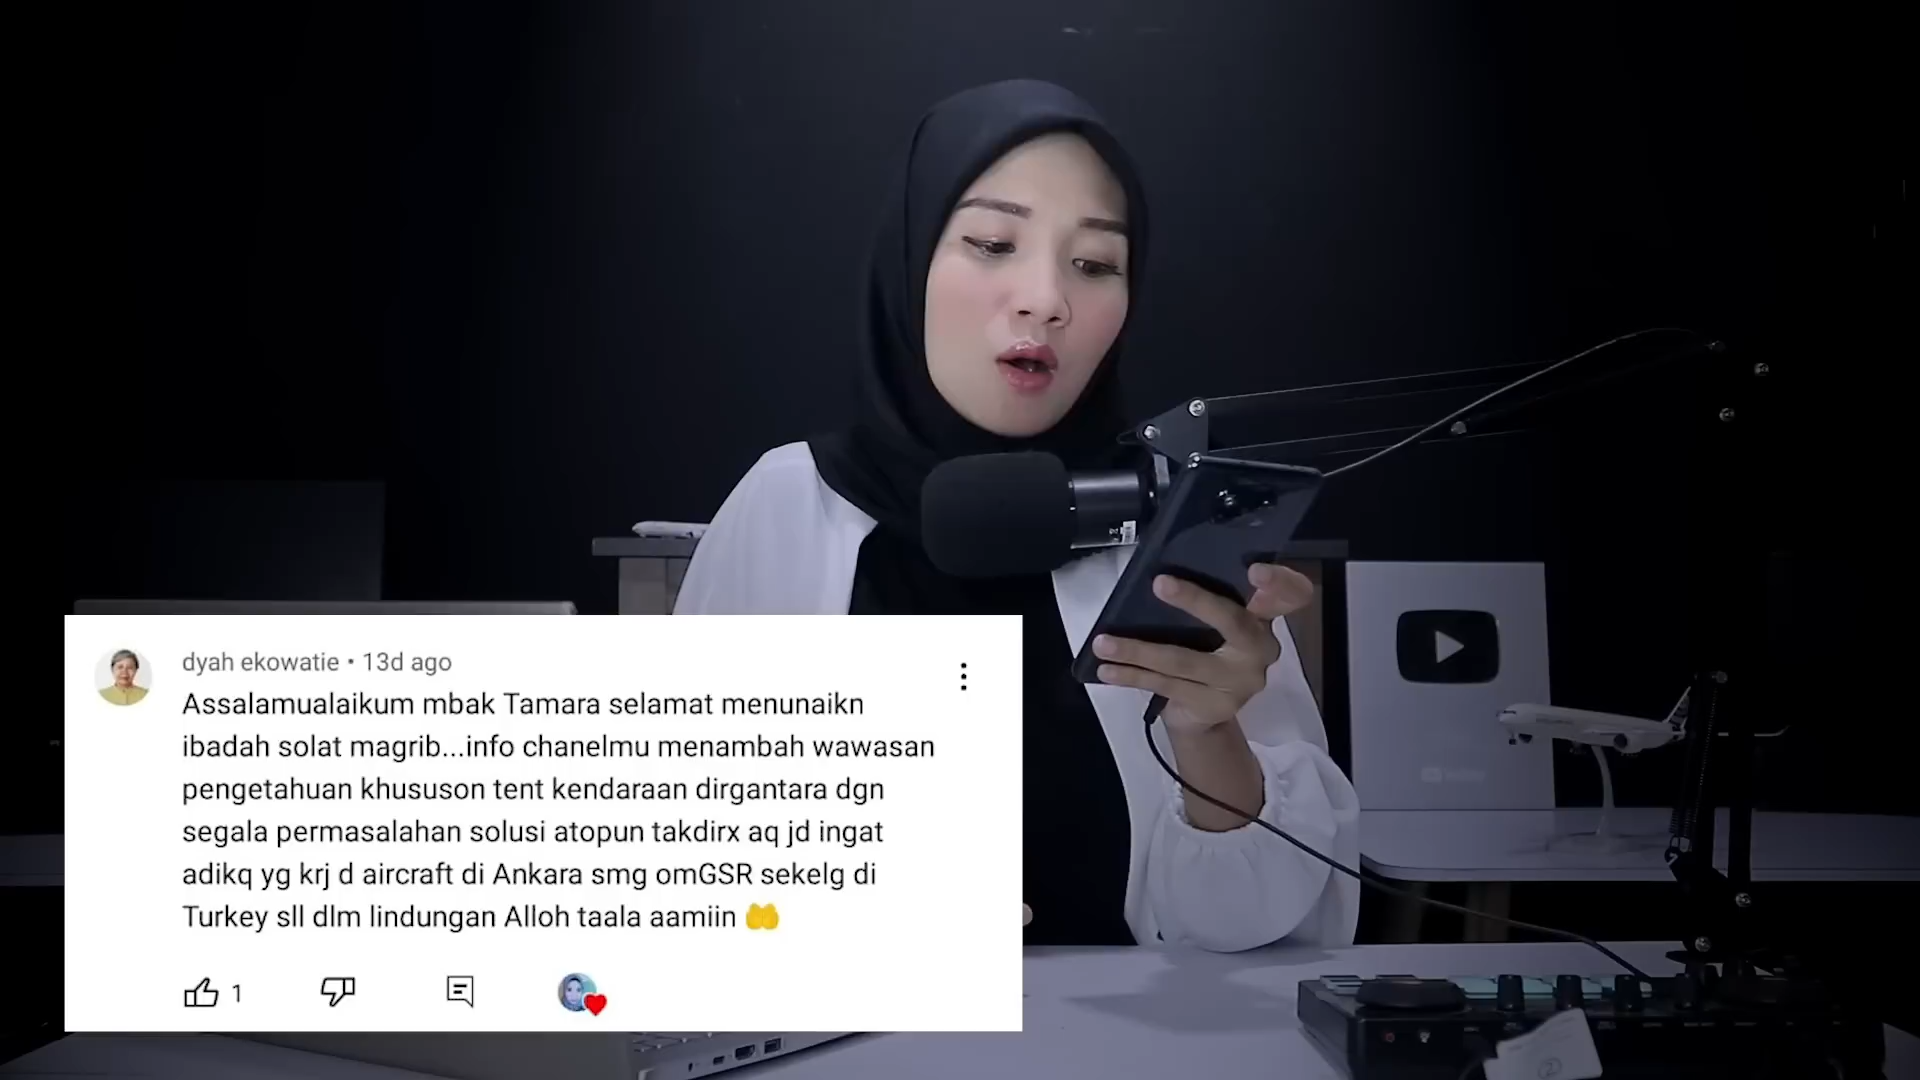 dyah ekowatie • 13d ago
Assalamualaikum mbak Tamara selamat menunaikn
ibadah solat magrib...info chanelmu menambah wawasan
pengetahuan khususon tent kendaraan dirgantara dgn
segala permasalahan solusi atopun takdirx aq jd ingat
adikq yg krj d aircraft di Ankara smg omGSR sekelg di
Turkey sll dlm lindungan Alloh taala aamiin 🤲
1